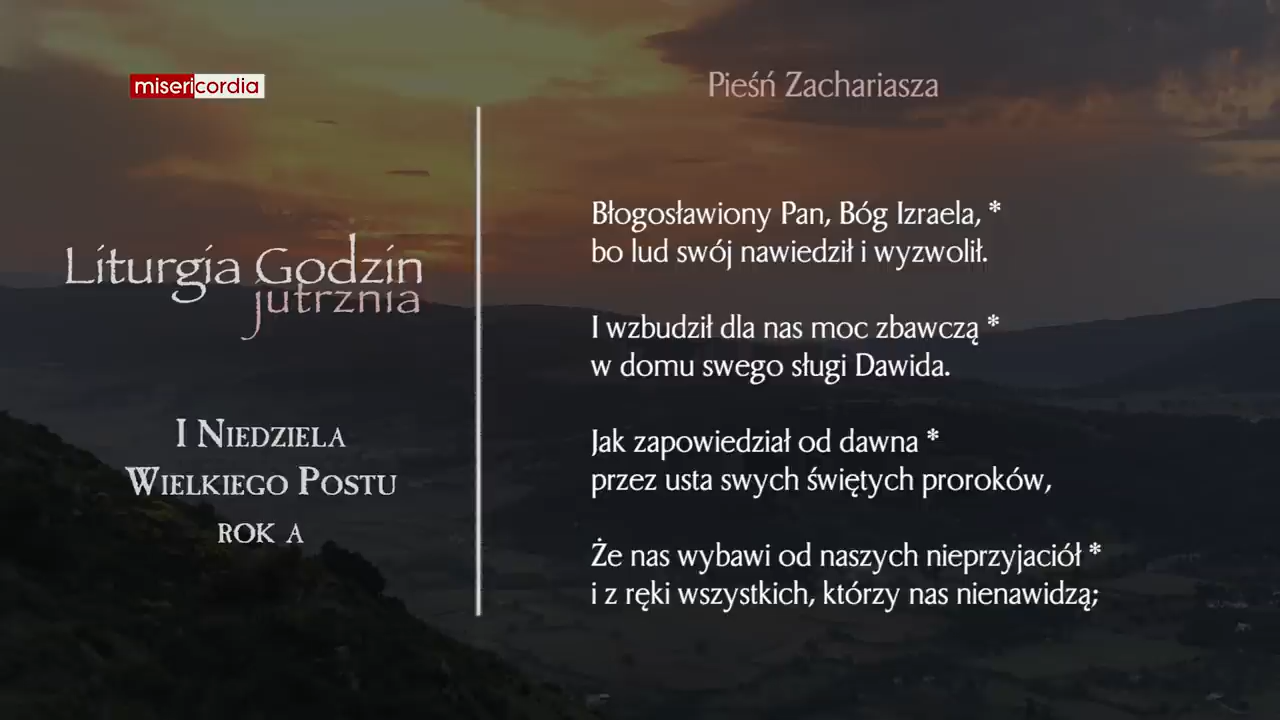 misericordia
Liturgia Godzin
jutrznia
I Niedziela
Wielkiego Postu
rok A
Pieśń Zachariasza
Błogosławiony Pan, Bóg Izraela, *
bo lud swój nawiedził i wyzwolił.
I wzbudził dla nas moc zbawczą *
w domu swego sługi Dawida.
Jak zapowiedział od dawna *
przez usta swych świętych proroków,
Że nas wybawi od naszych nieprzyjaciół *
i z ręki wszystkich, którzy nas nienawidzą;